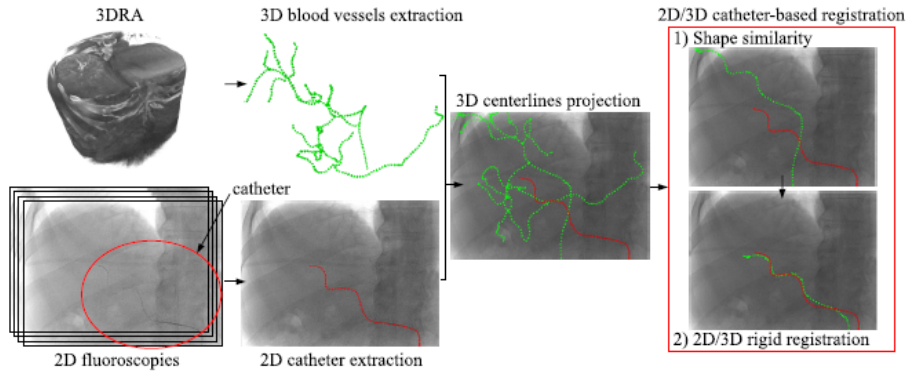 3DRA
3D blood vessels extraction
2D/3D catheter-based registration
1) Shape similarity
3D centerlines projection
catheter
2D fluoroscopies
2D catheter extraction
2) 2D/3D rigid registration